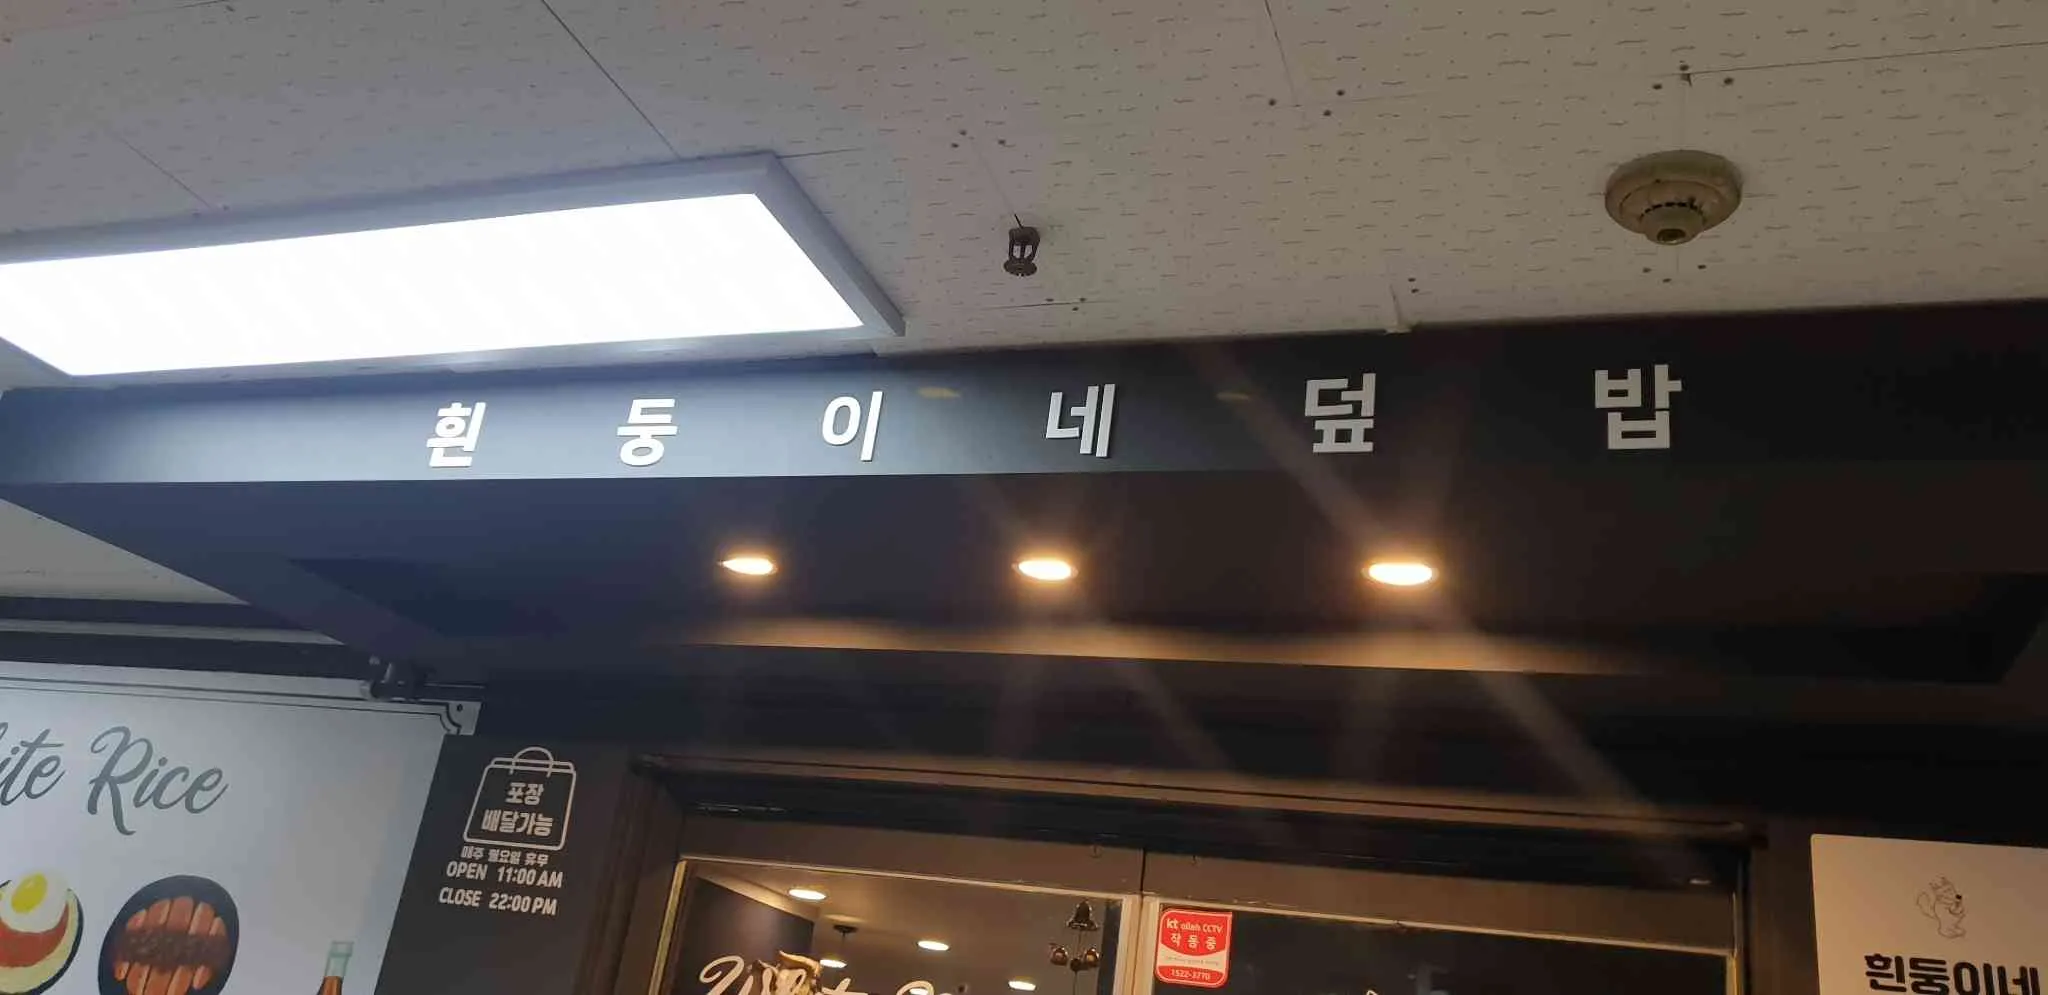 흰둥이네덮밥
Rice
포장
배달가능
매주 월요일 휴무
OPEN 11:00 AM
CLOSE 22:00 PM
kt olleh CCTV
작동중
1522-3770
흰둥이네